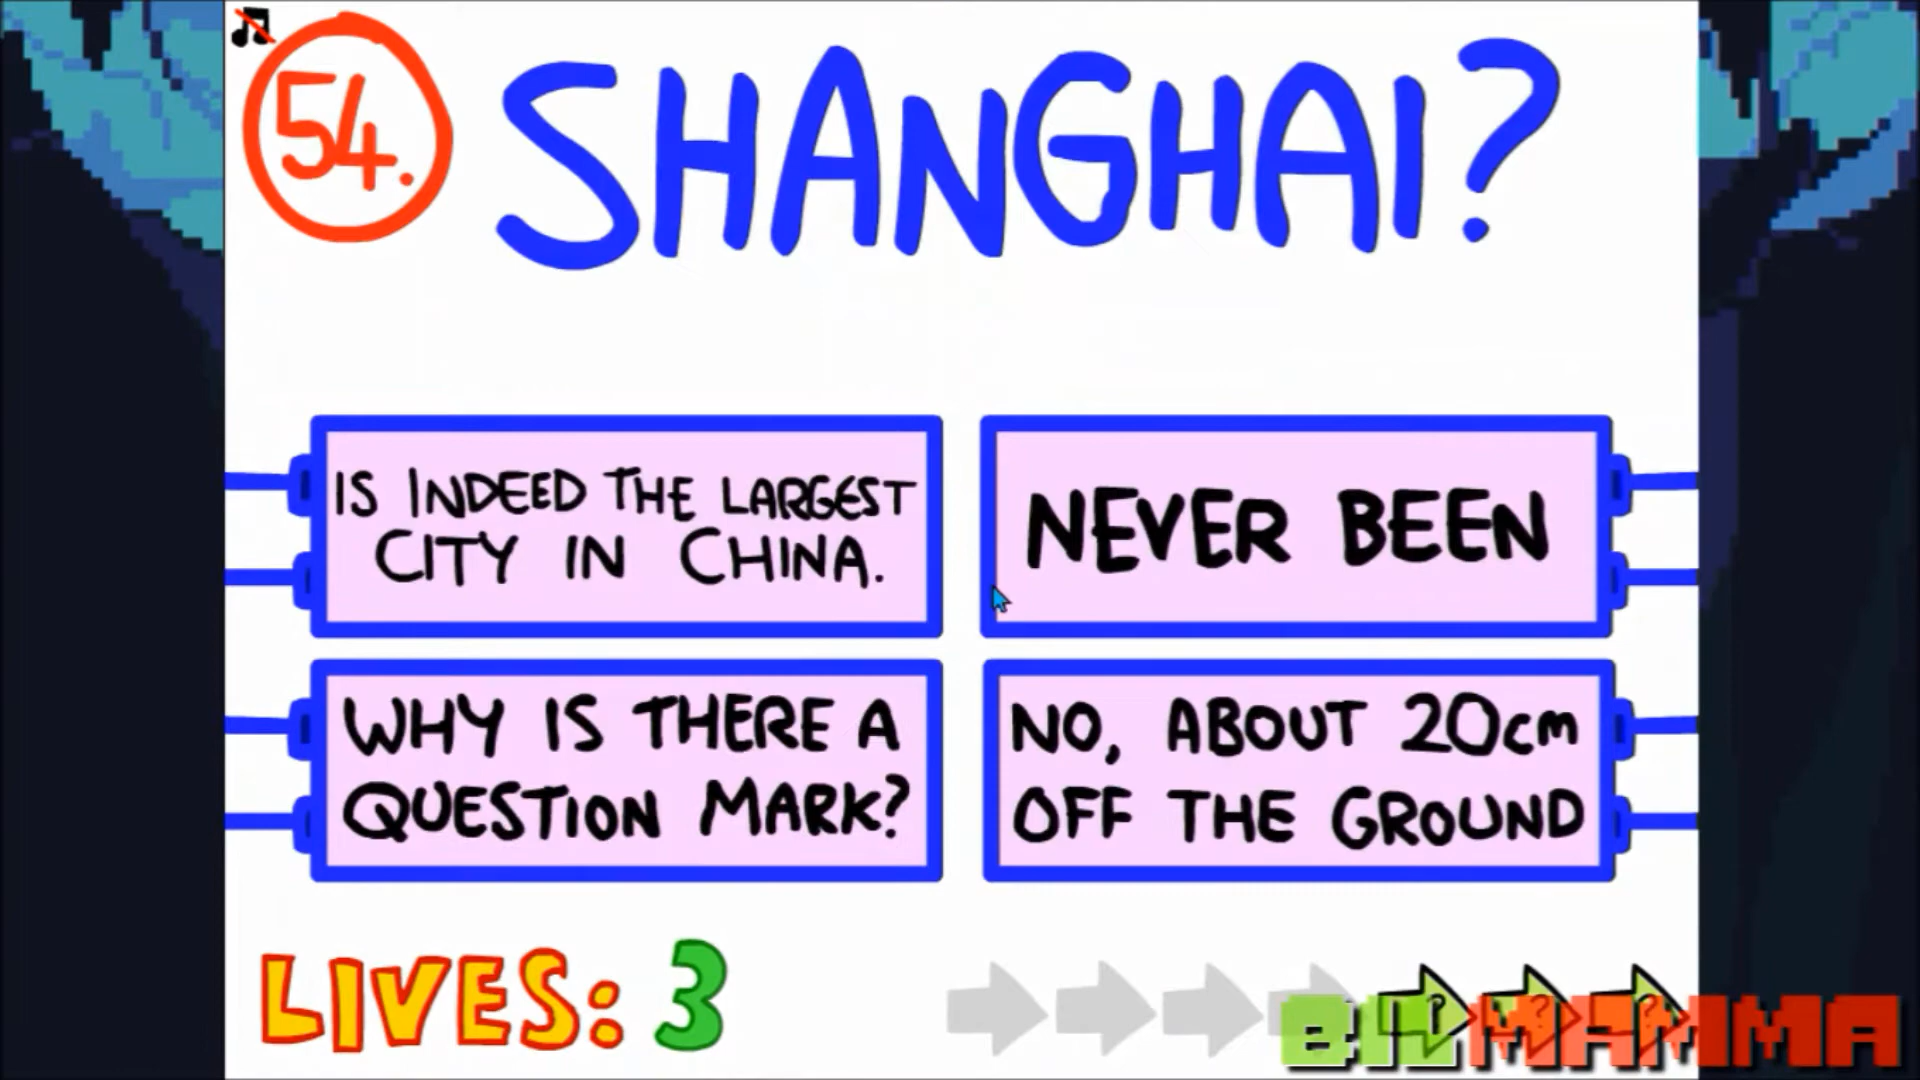 54.
SHANGHAI?
IS INDEED THE LARGEST
CITY IN CHINA.
NEVER BEEN
WHY IS THERE A
QUESTION MARK?
NO, ABOUT 20cm
OFF THE GROUND
LIVES: 3
? ? ?